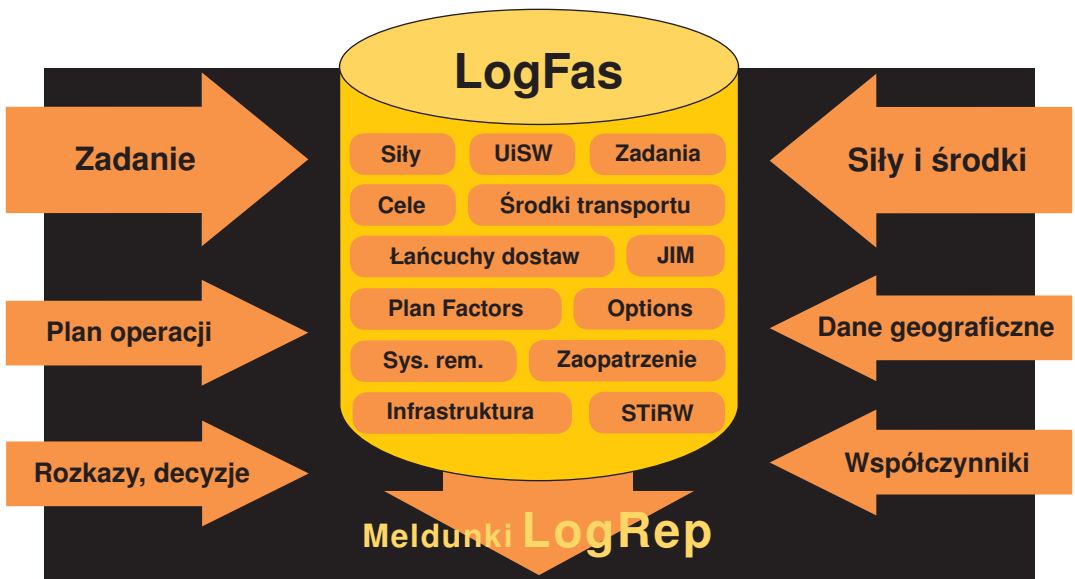 LogFas
Zadanie
Siły UiSW Zadania
Siły i środki
Cele Środki transportu
Łańcuchy dostaw JIM
Plan operacji
Plan Factors Options
Dane geograficzne
Sys. rem. Zaopatrzenie
Infrastruktura STiRW
Rozkazy, decyzje
Współczynniki
Meldunki LogRep